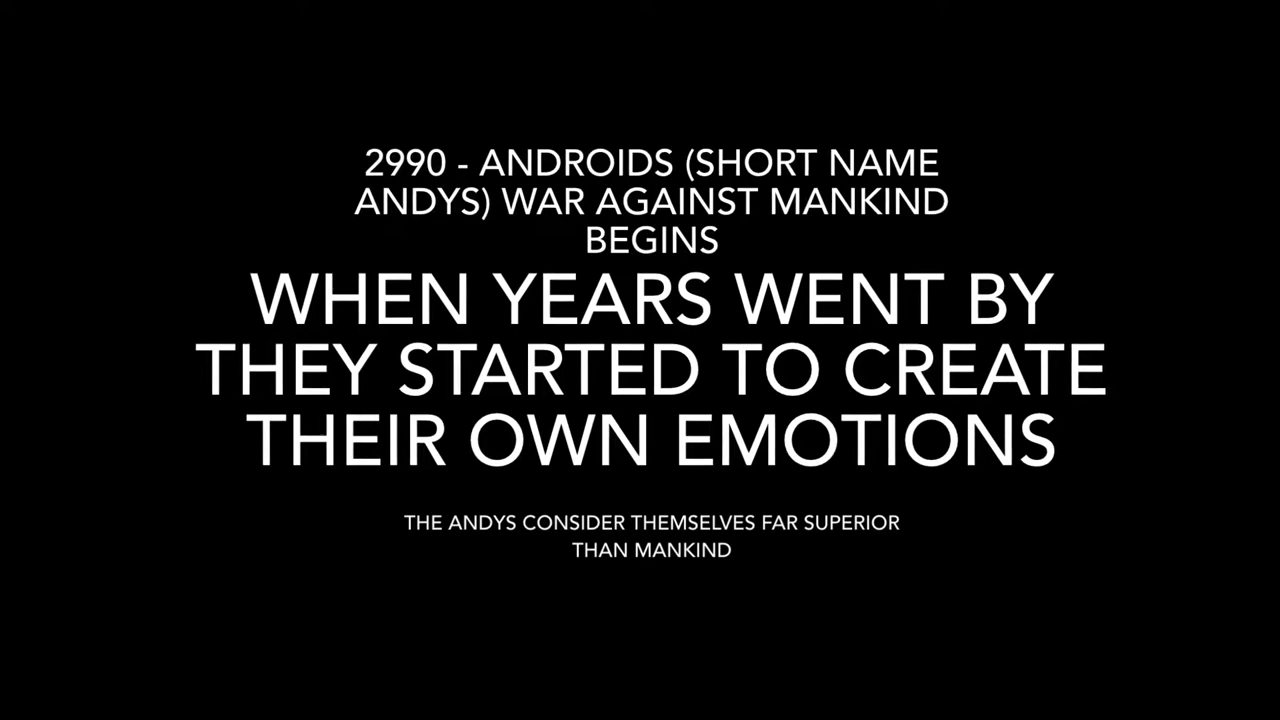 2990 - ANDROIDS (SHORT NAME
ANDYS) WAR AGAINST MANKIND
BEGINS
WHEN YEARS WENT BY
THEY STARTED TO CREATE
THEIR OWN EMOTIONS
THE ANDYS CONSIDER THEMSELVES FAR SUPERIOR
THAN MANKIND